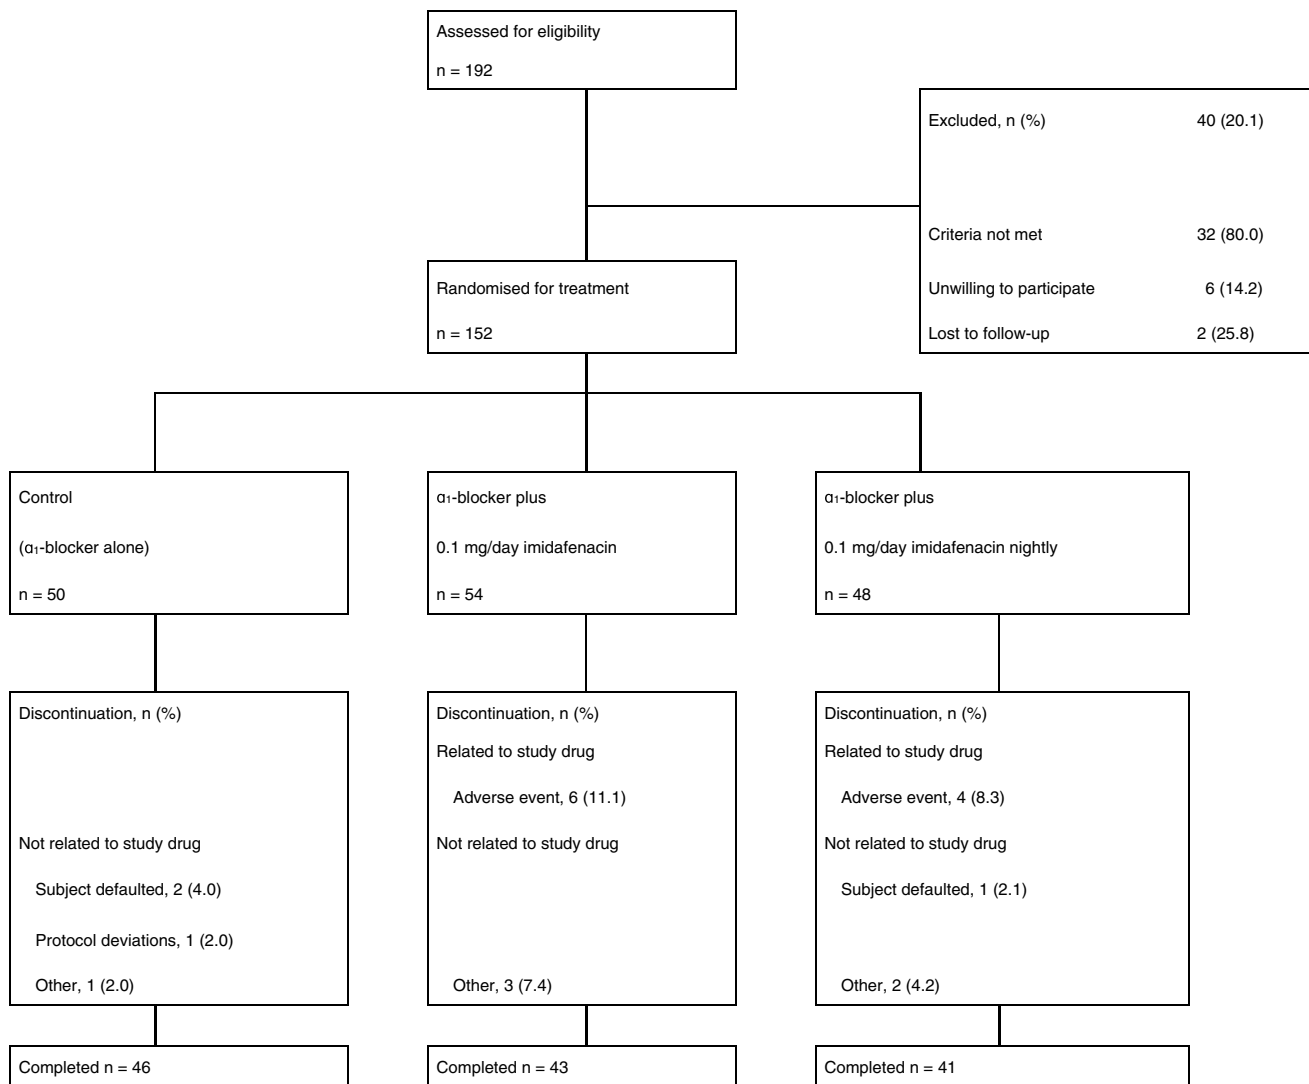 Assessed for eligibility
n = 192
Excluded, n (%) 40 (20.1)
Criteria not met 32 (80.0)
Unwilling to participate 6 (14.2)
Lost to follow-up 2 (25.8)
Randomised for treatment
n = 152
Control
(α₁-blocker alone)
n = 50
α₁-blocker plus
0.1 mg/day imidafenacin
n = 54
α₁-blocker plus
0.1 mg/day imidafenacin nightly
n = 48
Discontinuation, n (%)
Not related to study drug
Subject defaulted, 2 (4.0)
Protocol deviations, 1 (2.0)
Other, 1 (2.0)
Discontinuation, n (%)
Related to study drug
Adverse event, 6 (11.1)
Not related to study drug
Other, 3 (7.4)
Discontinuation, n (%)
Related to study drug
Adverse event, 4 (8.3)
Not related to study drug
Subject defaulted, 1 (2.1)
Other, 2 (4.2)
Completed n = 46
Completed n = 43
Completed n = 41